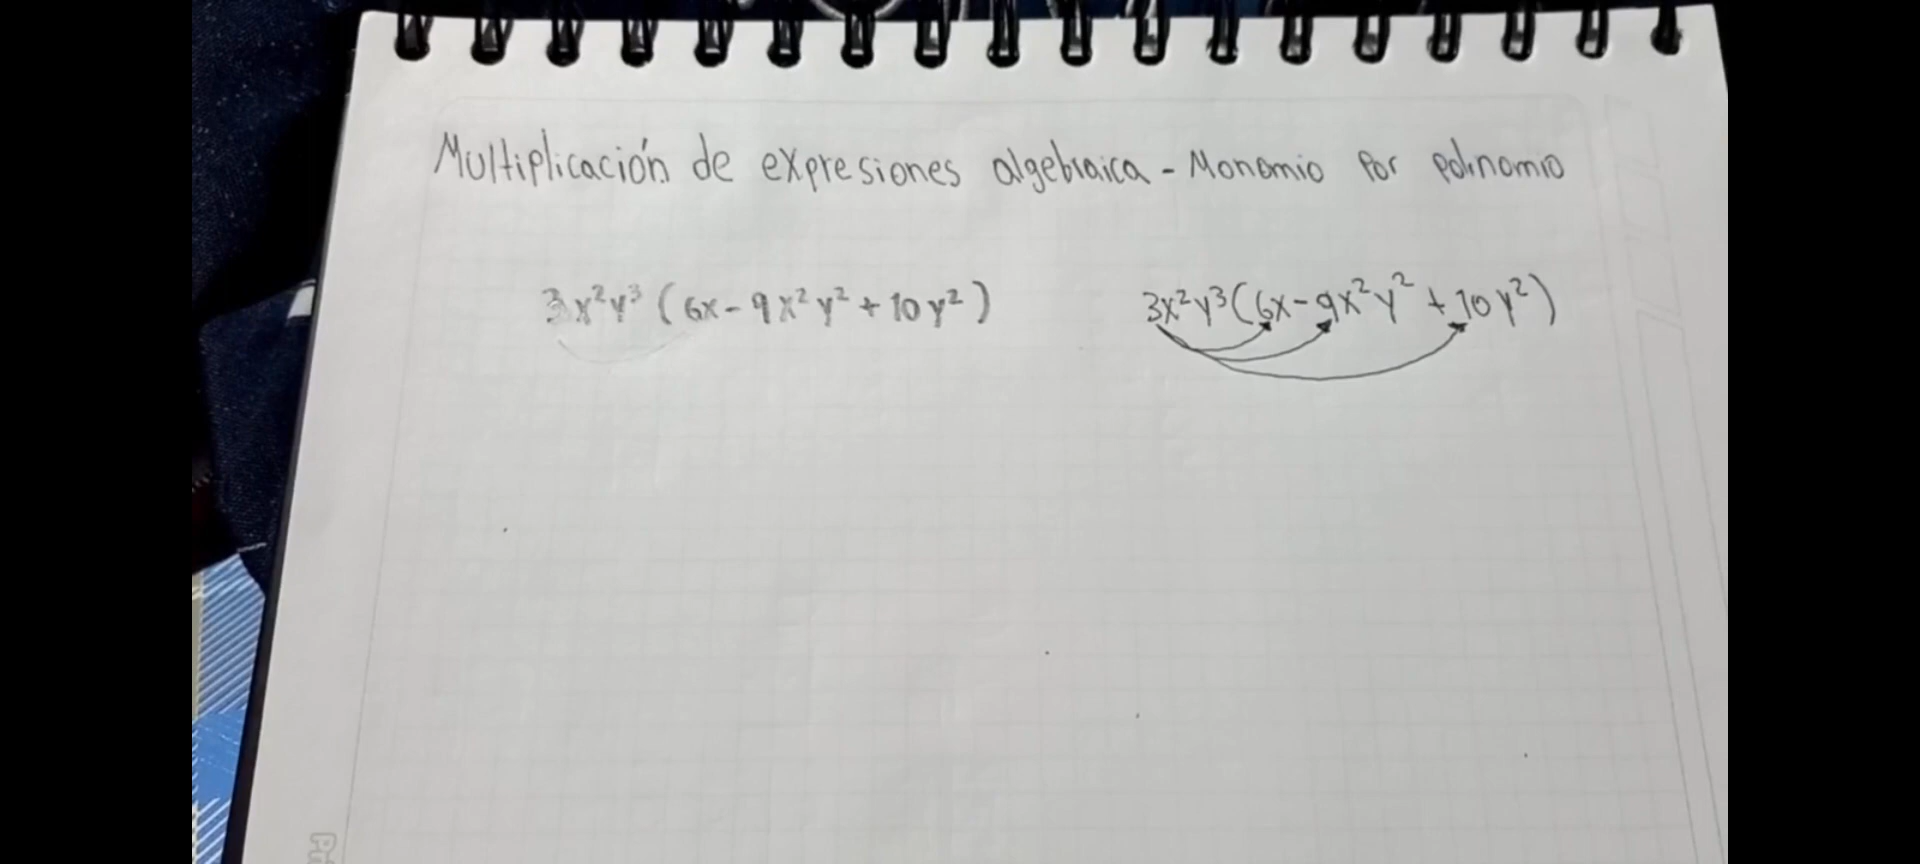 Multiplicación de expresiones algebraica - Monomio por polinomio
3x²y³ (6x - 9x²y² + 10y²) 3x²y³(6x - 9x²y² + 10y²)